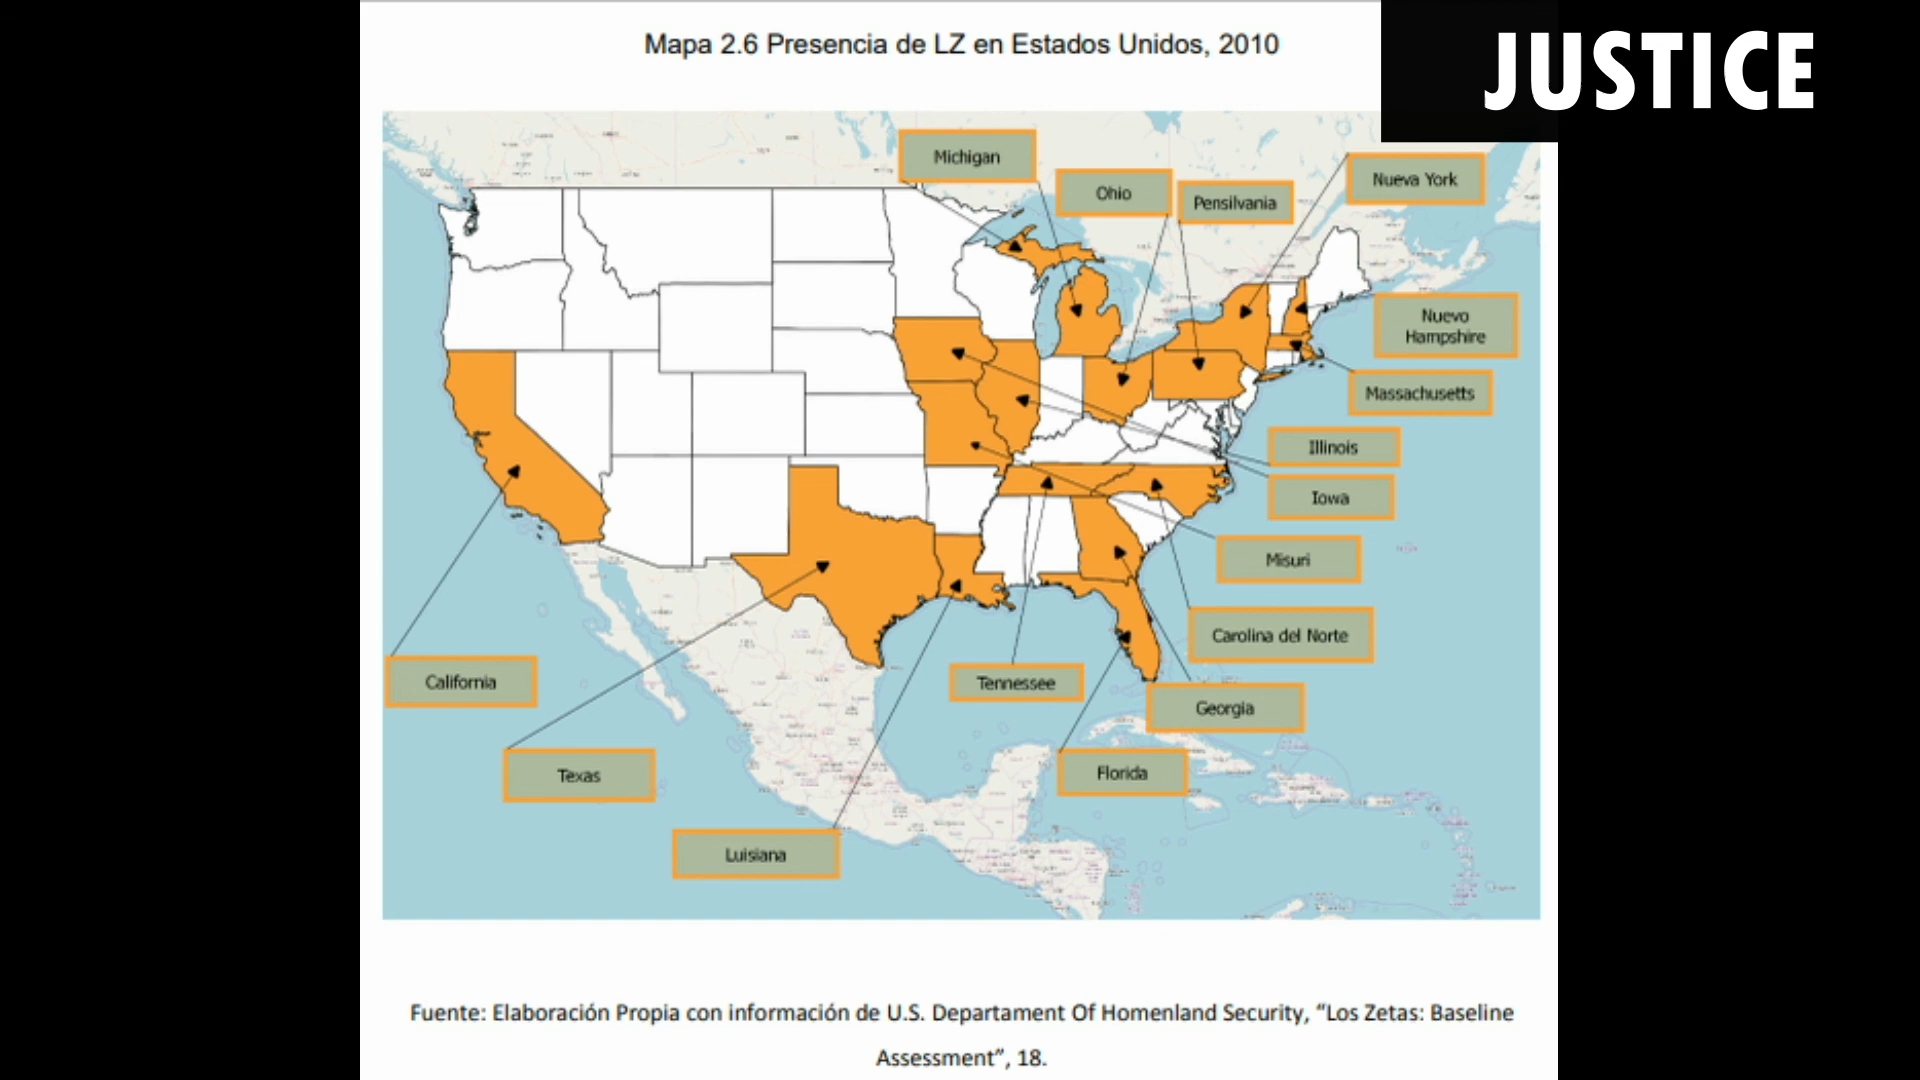 Mapa 2.6 Presencia de LZ en Estados Unidos, 2010
JUSTICE
Michigan
Ohio
Pensilvania
Nueva York
Nuevo
Hampshire
Massachusetts
Illinois
Iowa
Misuri
Carolina del Norte
California
Tennessee
Georgia
Texas
Florida
Luisiana
Fuente: Elaboración Propia con información de U.S. Departament Of Homenland Security, “Los Zetas: Baseline
Assessment”, 18.